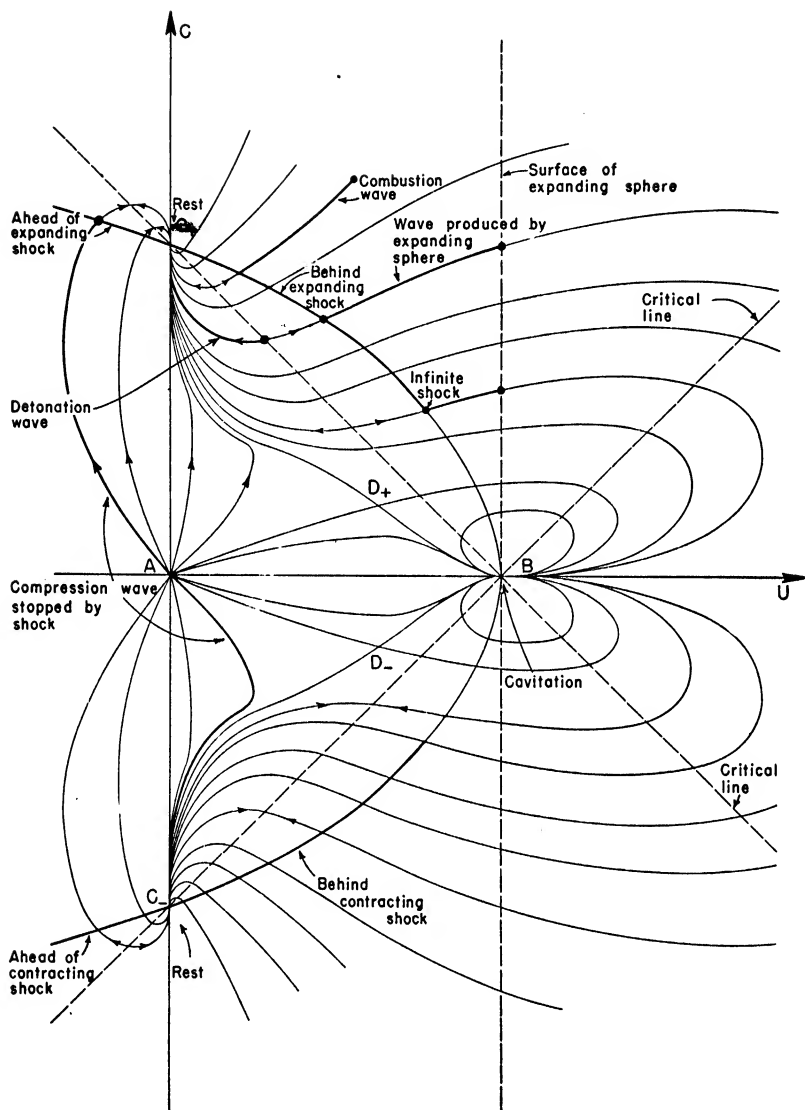 C
Combustion
wave
Surface of
expanding sphere
Rest
Ahead of
expanding
shock
Wave produced by
expanding
sphere
Behind
expanding
shock
Critical
line
Infinite
shock
Detonation
wave
D+
A
B
U
Compression wave
stopped by
shock
D−
Cavitation
Critical
line
C−
Behind
contracting
shock
Ahead of
contracting
shock
Rest